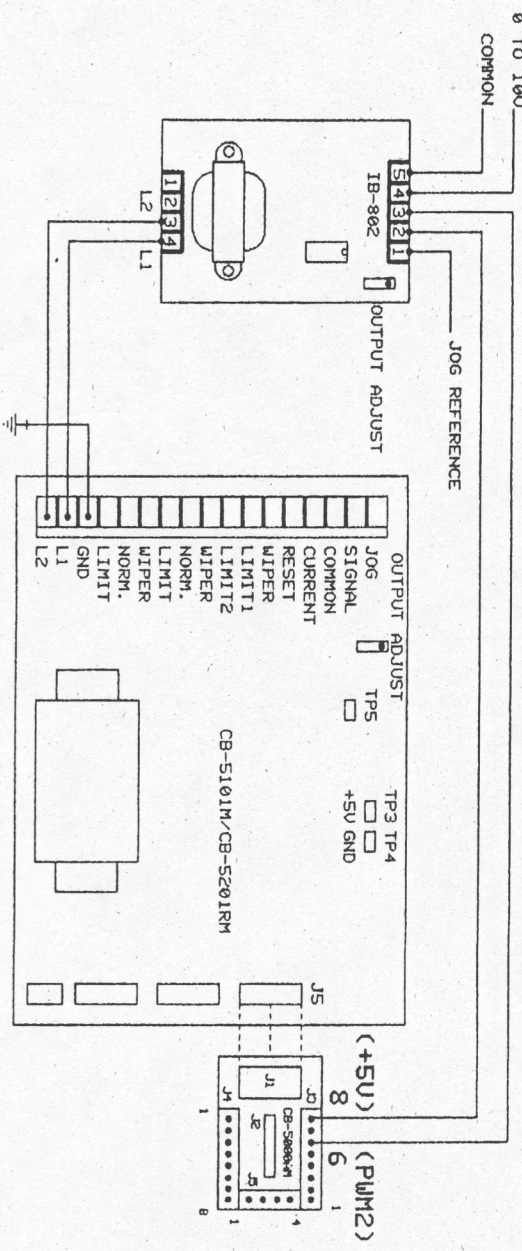 0 TO 10V
COMMON
5 4 3 2 1
IB-802
OUTPUT ADJUST
JOG REFERENCE
1 2 3 4
L2
L1
OUTPUT ADJUST
JOG
SIGNAL
COMMON
CURRENT
RESET
WIPER
LIMIT1
LIMIT2
WIPER
NORM.
LIMIT
WIPER
NORM.
LIMIT
GND
L1
L2
TP5
TP3 TP4
+5V GND
CB-5101M/CB-5201RM
J5
(+5V) (PWM2)
8 6 1
J1
J3
J4
J2
J5
1 8
1 4